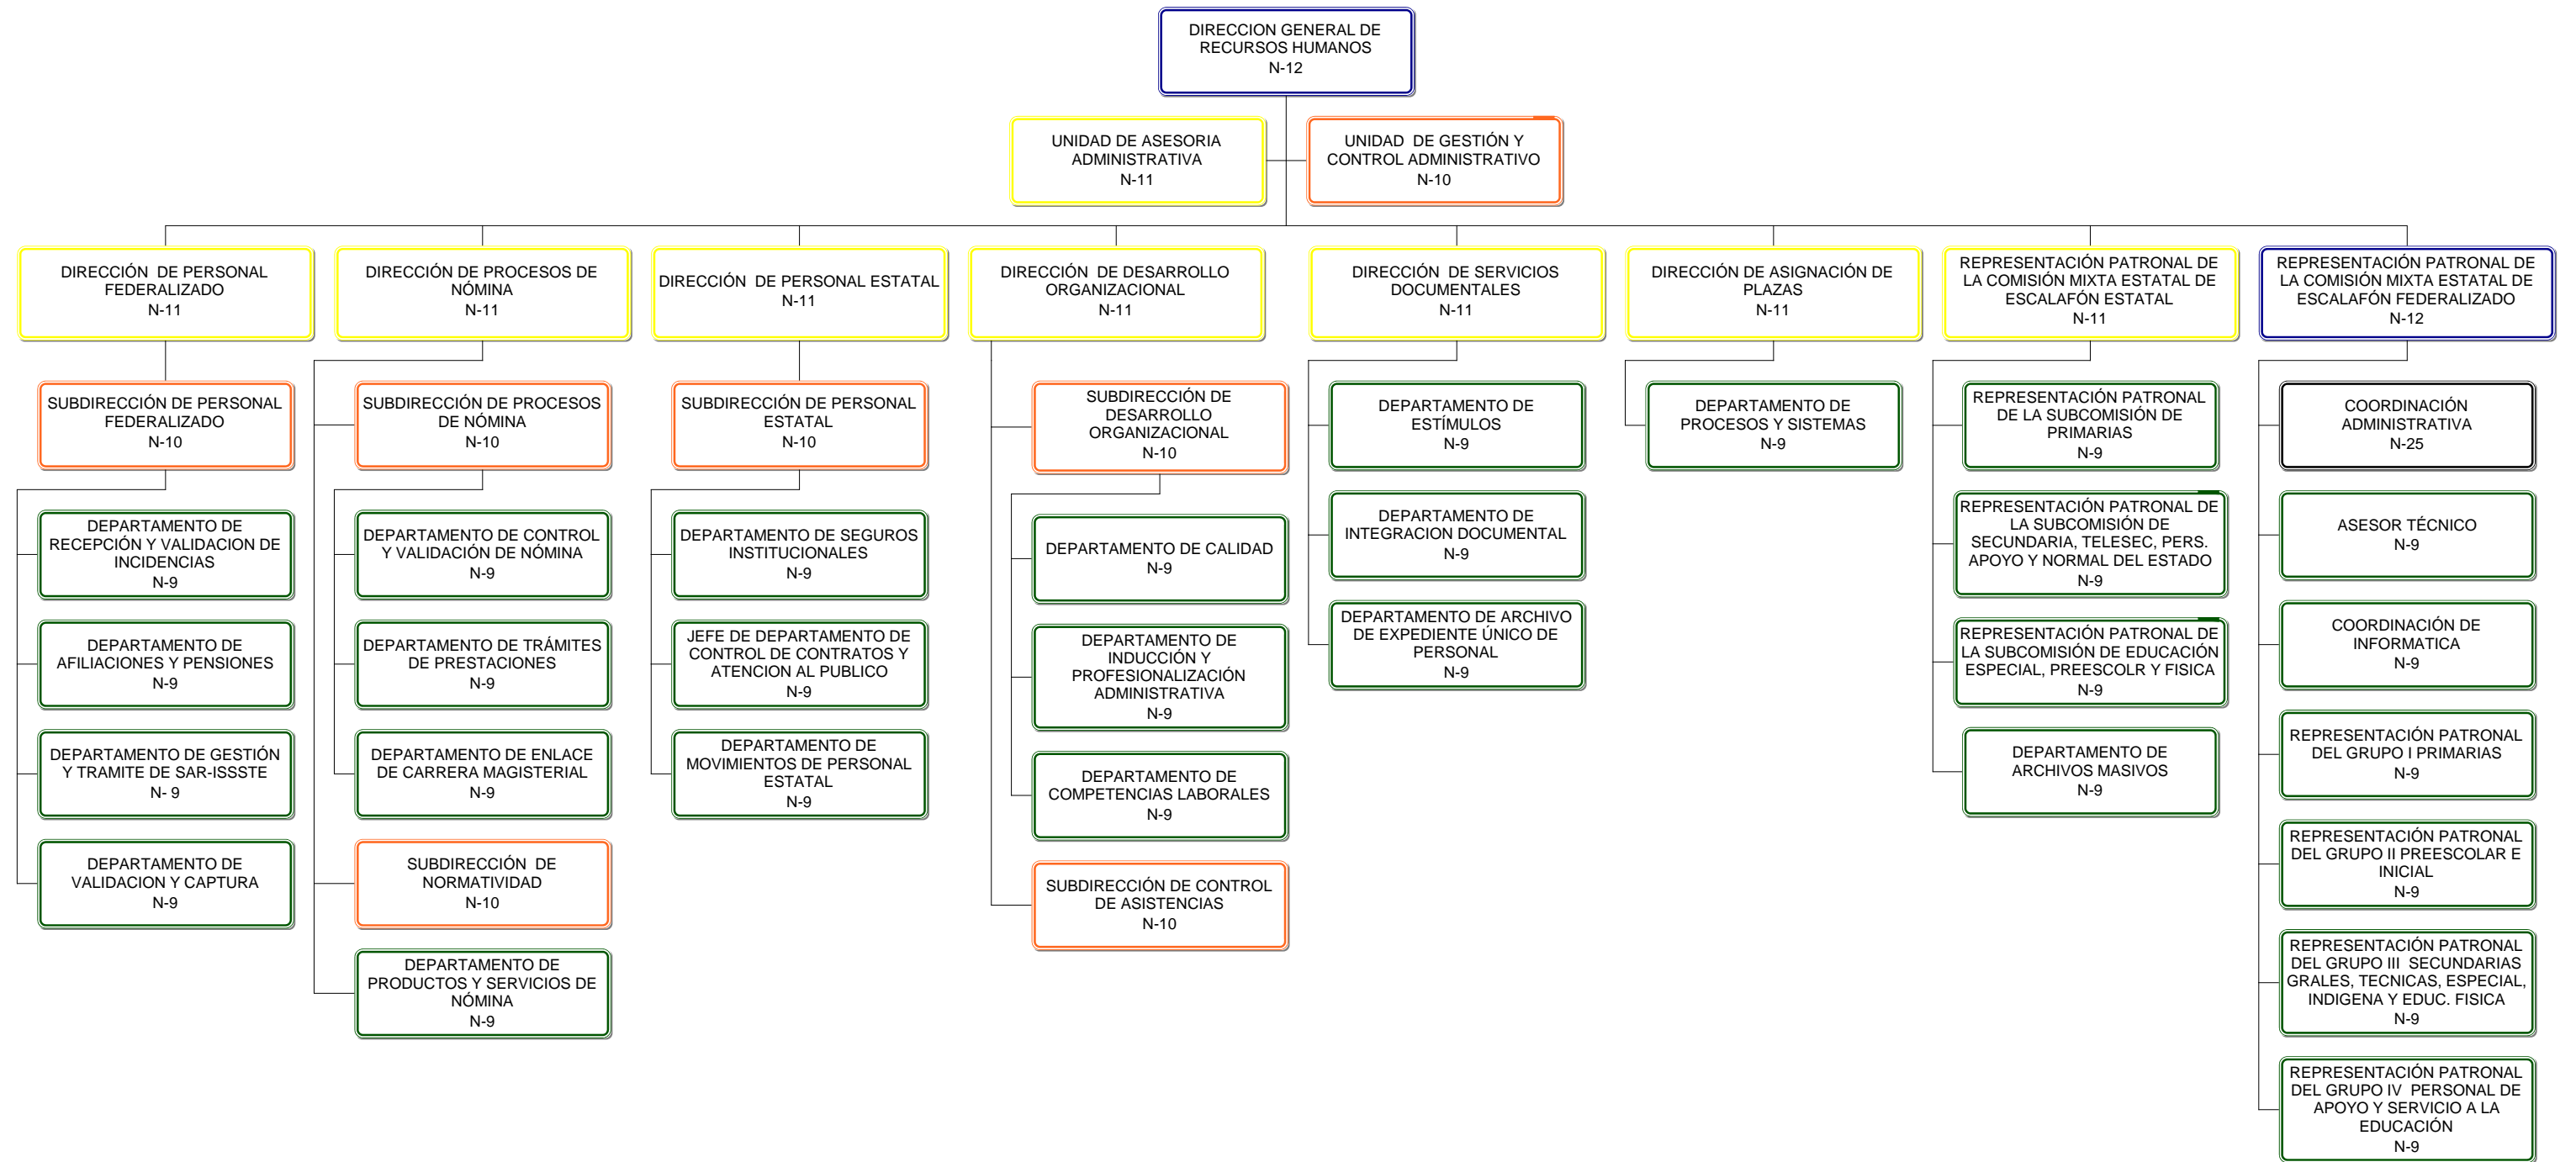 DIRECCION GENERAL DE
RECURSOS HUMANOS
N-12
UNIDAD DE ASESORIA
ADMINISTRATIVA
N-11
UNIDAD  DE GESTIÓN Y
CONTROL ADMINISTRATIVO
N-10
DIRECCIÓN  DE PERSONAL
FEDERALIZADO
N-11
DIRECCIÓN DE PROCESOS DE
NÓMINA
N-11
DIRECCIÓN  DE PERSONAL ESTATAL
N-11
DIRECCIÓN  DE DESARROLLO
ORGANIZACIONAL
N-11
DIRECCIÓN  DE SERVICIOS
DOCUMENTALES
N-11
DIRECCIÓN DE ASIGNACIÓN DE
PLAZAS
N-11
REPRESENTACIÓN PATRONAL DE
LA COMISIÓN MIXTA ESTATAL DE
ESCALAFÓN ESTATAL
N-11
REPRESENTACIÓN PATRONAL DE
LA COMISIÓN MIXTA ESTATAL DE
ESCALAFÓN FEDERALIZADO
N-12
SUBDIRECCIÓN DE PERSONAL
FEDERALIZADO
N-10
DEPARTAMENTO DE
RECEPCIÓN Y VALIDACION DE
INCIDENCIAS
N-9
DEPARTAMENTO DE
AFILIACIONES Y PENSIONES
N-9
DEPARTAMENTO DE GESTIÓN
Y TRAMITE DE SAR-ISSSTE
N- 9
DEPARTAMENTO DE
VALIDACION Y CAPTURA
N-9
SUBDIRECCIÓN DE PROCESOS
DE NÓMINA
N-10
DEPARTAMENTO DE CONTROL
Y VALIDACIÓN DE NÓMINA
N-9
DEPARTAMENTO DE TRÁMITES
DE PRESTACIONES
N-9
DEPARTAMENTO DE ENLACE
DE CARRERA MAGISTERIAL
N-9
SUBDIRECCIÓN  DE
NORMATIVIDAD
N-10
DEPARTAMENTO DE
PRODUCTOS Y SERVICIOS DE
NÓMINA
N-9
SUBDIRECCIÓN DE PERSONAL
ESTATAL
N-10
DEPARTAMENTO DE SEGUROS
INSTITUCIONALES
N-9
JEFE DE DEPARTAMENTO DE
CONTROL DE CONTRATOS Y
ATENCION AL PUBLICO
N-9
DEPARTAMENTO DE
MOVIMIENTOS DE PERSONAL
ESTATAL
N-9
SUBDIRECCIÓN DE
DESARROLLO
ORGANIZACIONAL
N-10
DEPARTAMENTO DE CALIDAD
N-9
DEPARTAMENTO DE
INDUCCIÓN Y
PROFESIONALIZACIÓN
ADMINISTRATIVA
N-9
DEPARTAMENTO DE
COMPETENCIAS LABORALES
N-9
SUBDIRECCIÓN DE CONTROL
DE ASISTENCIAS
N-10
DEPARTAMENTO DE
ESTÍMULOS
N-9
DEPARTAMENTO DE
INTEGRACION DOCUMENTAL
N-9
DEPARTAMENTO DE ARCHIVO
DE EXPEDIENTE ÚNICO DE
PERSONAL
N-9
DEPARTAMENTO DE
PROCESOS Y SISTEMAS
N-9
REPRESENTACIÓN PATRONAL
DE LA SUBCOMISIÓN DE
PRIMARIAS
N-9
REPRESENTACIÓN PATRONAL DE
LA SUBCOMISIÓN DE
SECUNDARIA, TELESEC, PERS.
APOYO Y NORMAL DEL ESTADO
N-9
REPRESENTACIÓN PATRONAL DE
LA SUBCOMISIÓN DE EDUCACIÓN
ESPECIAL, PREESCOLR Y FISICA
N-9
DEPARTAMENTO DE
ARCHIVOS MASIVOS
N-9
COORDINACIÓN
ADMINISTRATIVA
N-25
ASESOR TÉCNICO
N-9
COORDINACIÓN DE
INFORMATICA
N-9
REPRESENTACIÓN PATRONAL
DEL GRUPO I PRIMARIAS
N-9
REPRESENTACIÓN PATRONAL
DEL GRUPO II PREESCOLAR E
INICIAL
N-9
REPRESENTACIÓN PATRONAL
DEL GRUPO III  SECUNDARIAS
GRALES, TECNICAS, ESPECIAL,
INDIGENA Y EDUC. FISICA
N-9
REPRESENTACIÓN PATRONAL
DEL GRUPO IV  PERSONAL DE
APOYO Y SERVICIO A LA
EDUCACIÓN
N-9